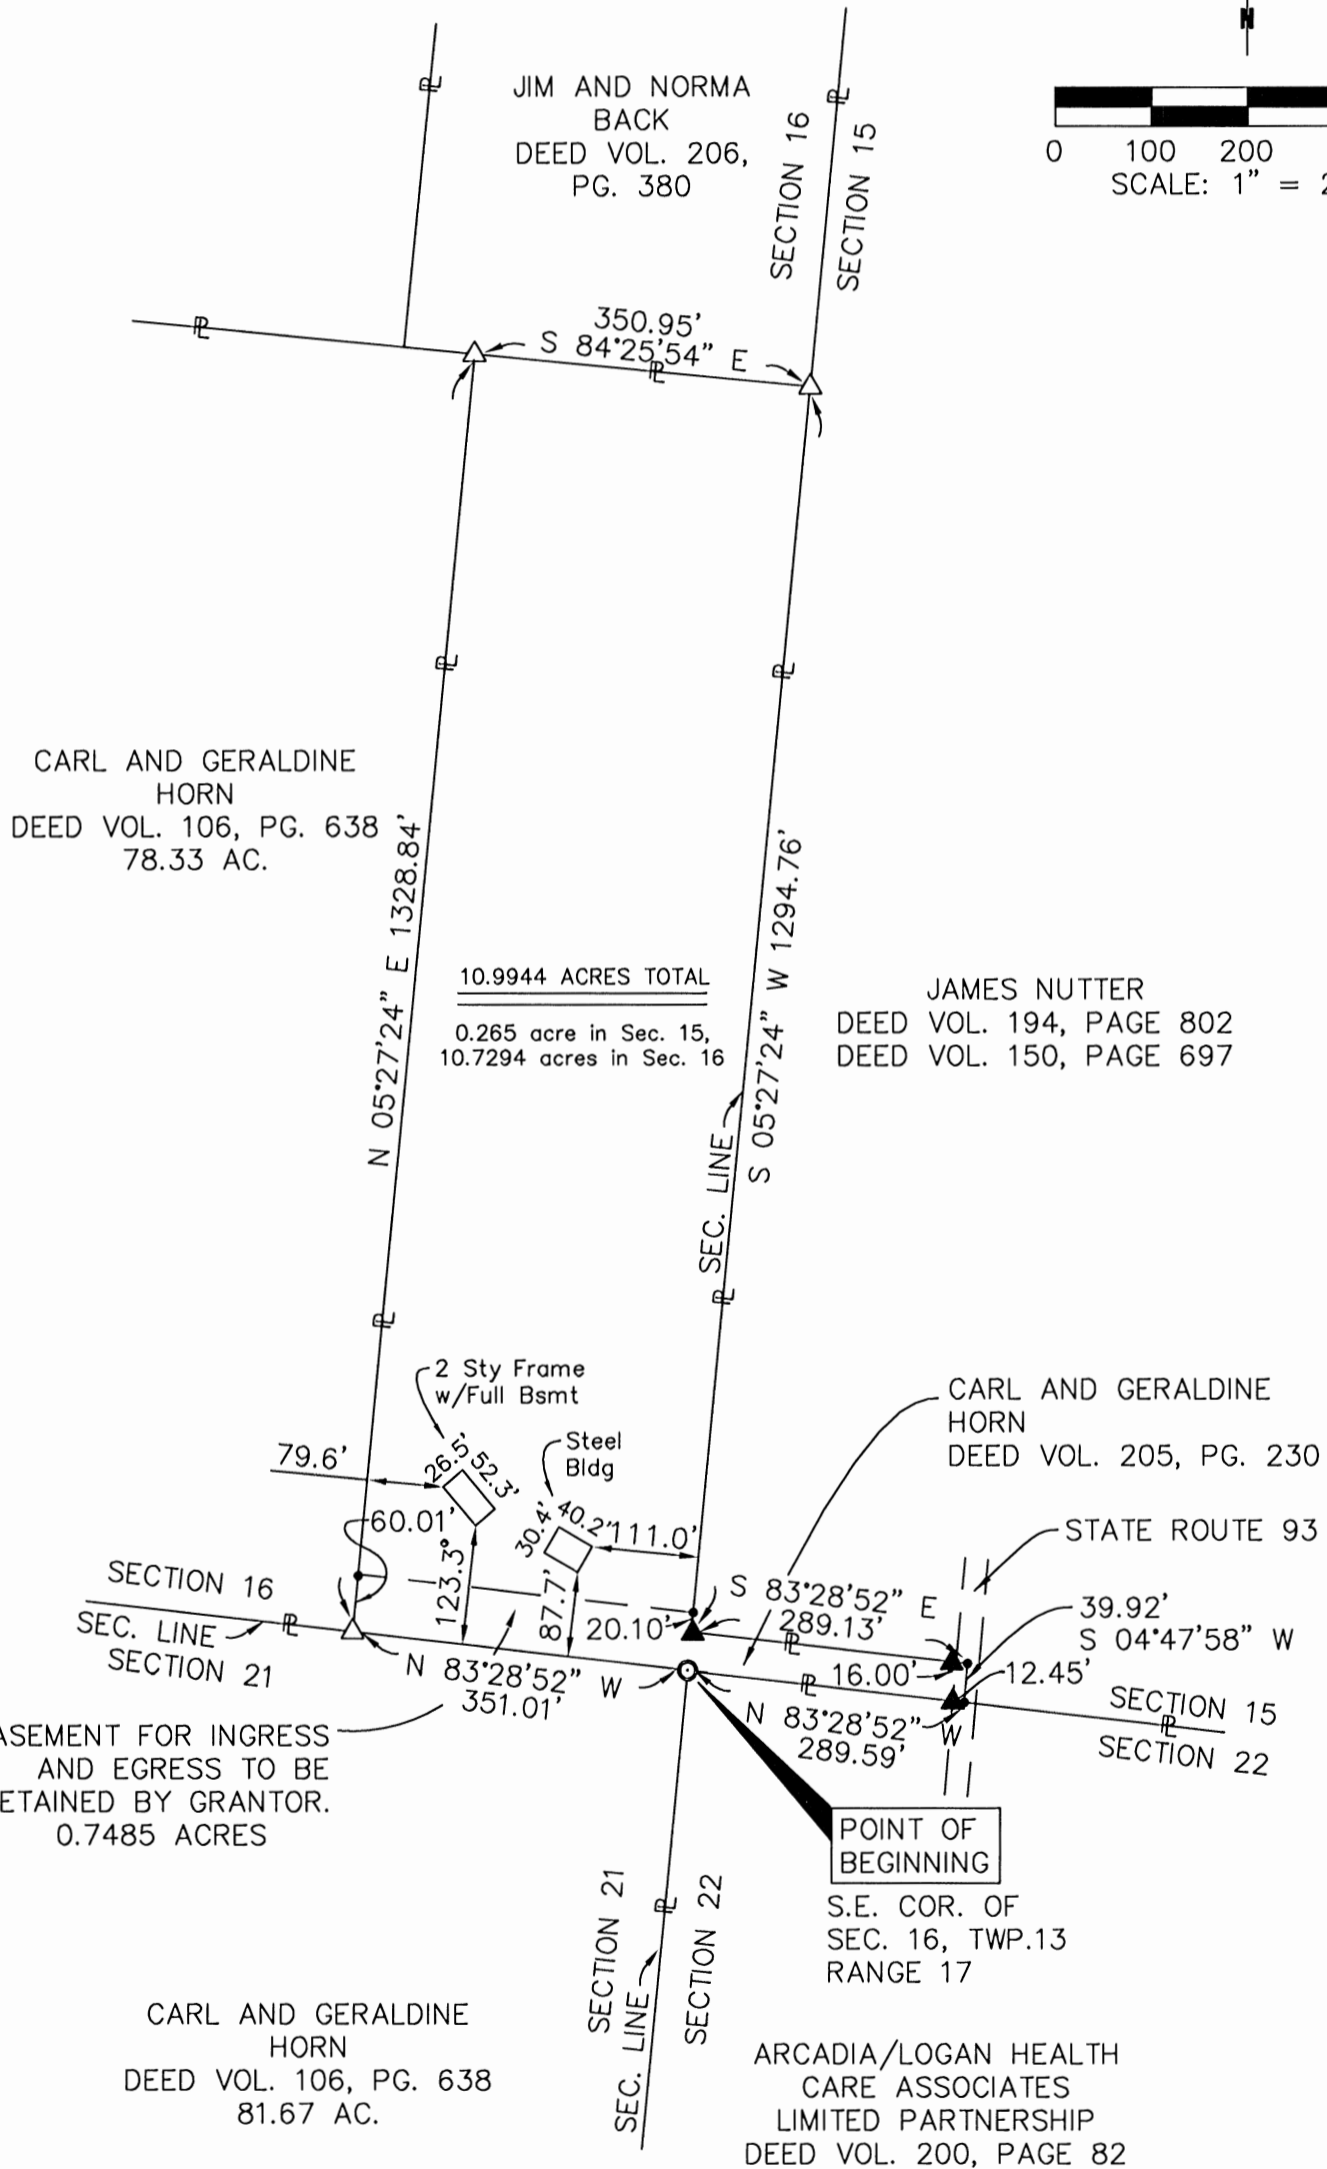 N
JIM AND NORMA
BACK
DEED VOL. 206,
PG. 380
SECTION 16
SECTION 15
0 100 200
SCALE: 1" =
350.95'
S 84°25'54" E
CARL AND GERALDINE
HORN
DEED VOL. 106, PG. 638
78.33 AC.
N 05°27'24" E 1328.84'
10.9944 ACRES TOTAL
0.265 acre in Sec. 15,
10.7294 acres in Sec. 16
S 05°27'24" W 1294.76'
SEC. LINE
JAMES NUTTER
DEED VOL. 194, PAGE 802
DEED VOL. 150, PAGE 697
2 Sty Frame
w/Full Bsmt
Steel
Bldg
79.6'
26.5' 52.3'
30.4' 40.2"
111.0'
60.01'
123.3°
87.7'
20.10'
CARL AND GERALDINE
HORN
DEED VOL. 205, PG. 230
STATE ROUTE 93
SECTION 16
SEC. LINE
SECTION 21
S 83°28'52" E
289.13'
39.92'
S 04°47'58" W
16.00'
12.45'
N 83°28'52" W
351.01'
N 83°28'52" W
289.59'
SECTION 15
SECTION 22
ASEMENT FOR INGRESS
AND EGRESS TO BE
ETAINED BY GRANTOR.
0.7485 ACRES
POINT OF
BEGINNING
S.E. COR. OF
SEC. 16, TWP.13
RANGE 17
SECTION 21
SEC. LINE
SECTION 22
CARL AND GERALDINE
HORN
DEED VOL. 106, PG. 638
81.67 AC.
ARCADIA/LOGAN HEALTH
CARE ASSOCIATES
LIMITED PARTNERSHIP
DEED VOL. 200, PAGE 82